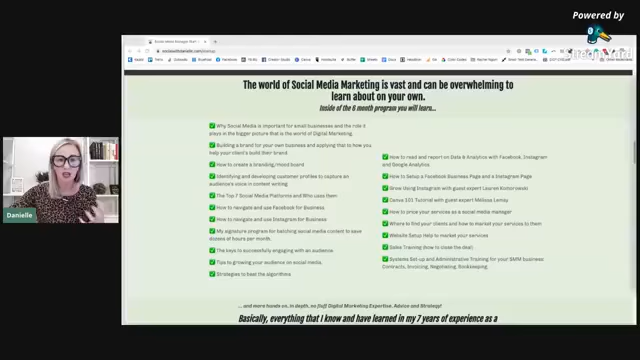 Powered by
The world of Social Media Marketing is vast and can be overwhelming to
learn about on your own.
Inside of the 6 month program you will learn...
Why Social Media is important for small businesses and the role it
plays in the bigger picture that is the world of Digital Marketing.
Building a brand for your own business and applying that to how you
help your client's build their brand
How to create a branding/mood board
Identifying and developing customer profiles to capture an
audience's voice in content writing
The Top 7 Social Media Platforms and Who uses them
How to navigate and use Facebook for Business
How to navigate and use Instagram for Business
My signature program for batching social media content to save
dozens of hours per month.
The keys to successfully engaging with an audience
Tips to growing your audience on social media.
Strategies to beat the algorithms
How to read and report on Data & Analytics with Facebook, Instagram
and Google Analytics
How to Setup a Facebook Business Page and a Instagram Page
Grow Using Instagram with guest expert Lauren
Canva 101 Tutorial with guest expert Melissa
How to price your services as a social media manager
Where to find your clients and how to market your services to them
Website Setup Help to market your services
Sales Training (how to close the deal)
Systems Set-up and Administrative Training for your SMM business:
Contracts, Invoicing, Negotiating, Bookkeeping
... and more hands on, in depth, no fluff Digital Marketing Expertise, Advice and Strategy!
Basically, everything that I know and have learned in my 7 years of experience as a
Danielle